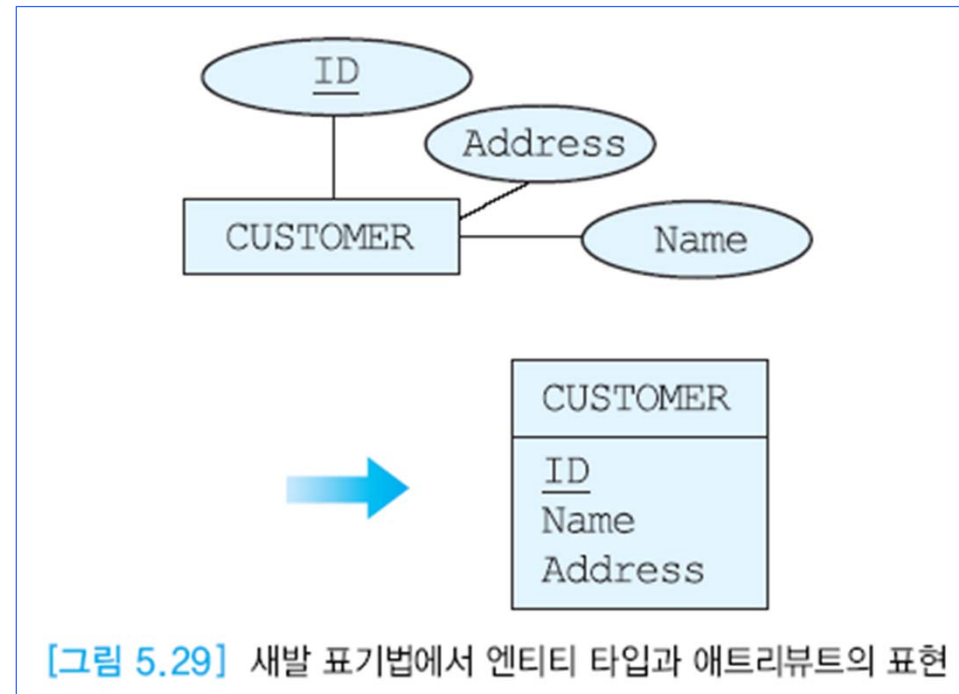 ID
Address
CUSTOMER
Name
CUSTOMER
ID
Name
Address
[그림 5.29] 새발 표기법에서 엔티티 타입과 애트리뷰트의 표현